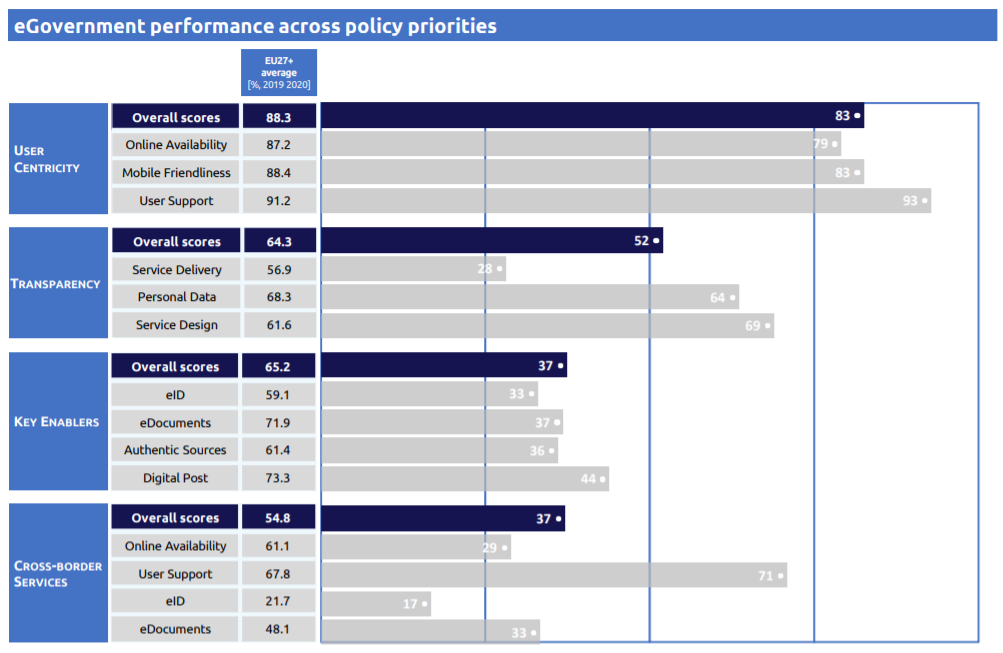 eGovernment performance across policy priorities
EU27+
average
[%, 2019 2020]
USER
CENTRICITY
Overall scores 88.3 83
Online Availability 87.2 79
Mobile Friendliness 88.4 83
User Support 91.2 93
TRANSPARENCY
Overall scores 64.3 52
Service Delivery 56.9 28
Personal Data 68.3 64
Service Design 61.6 69
KEY ENABLERS
Overall scores 65.2 37
eID 59.1 33
eDocuments 71.9 37
Authentic Sources 61.4 36
Digital Post 73.3 44
CROSS-BORDER
SERVICES
Overall scores 54.8 37
Online Availability 61.1 29
User Support 67.8 71
eID 21.7 17
eDocuments 48.1 33